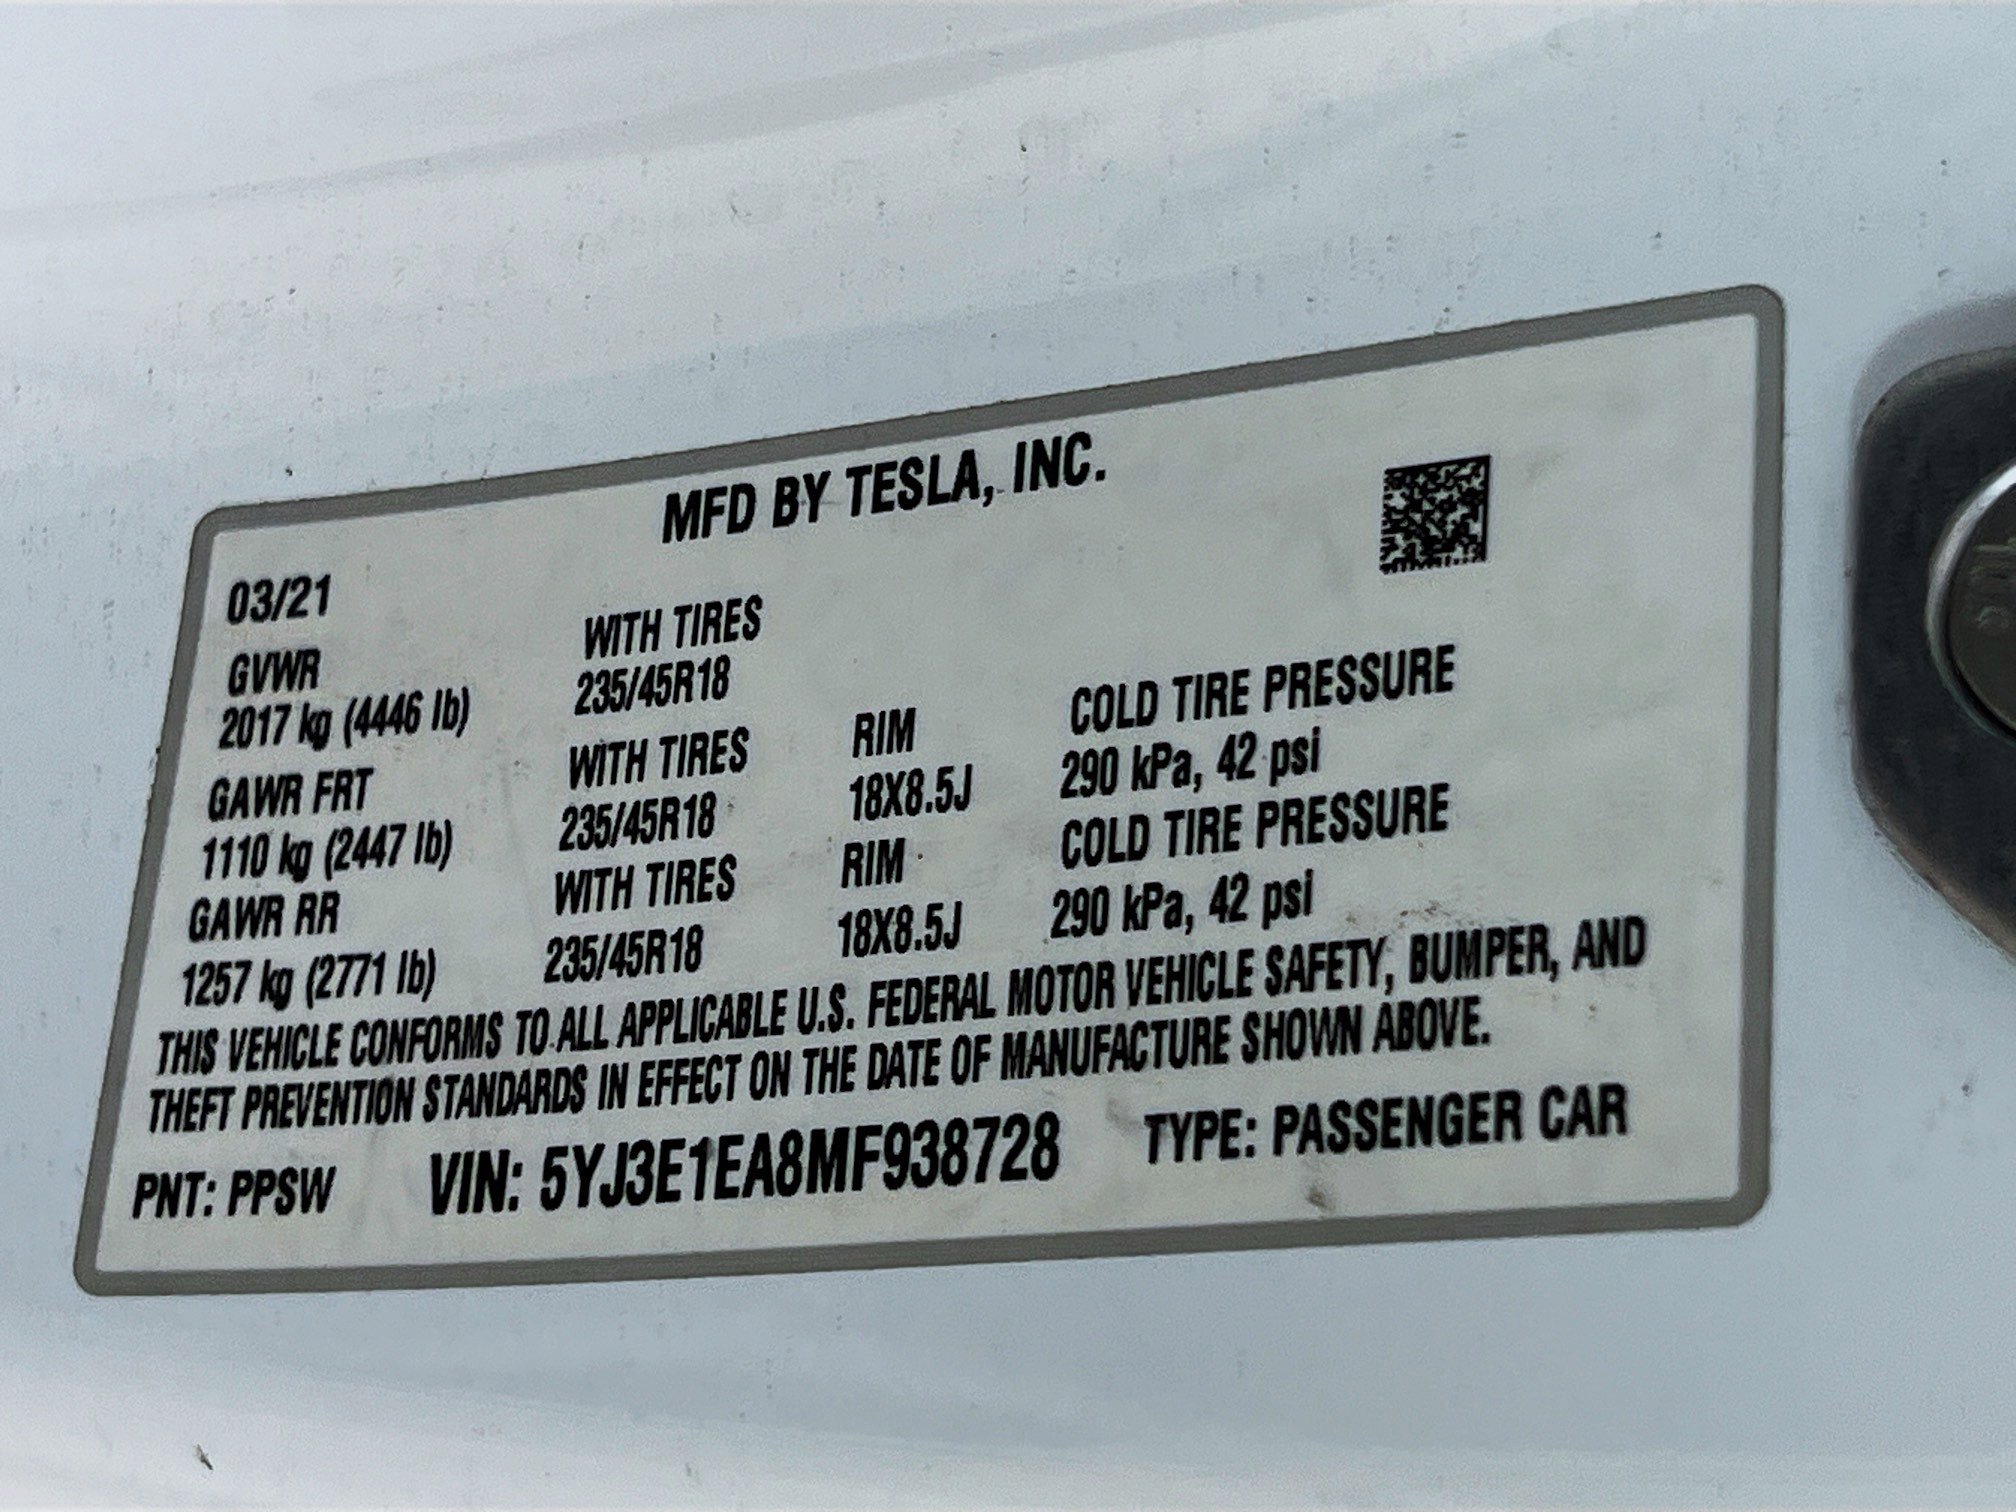 MFD BY TESLA, INC.
03/21
GVWR WITH TIRES
2017 kg (4446 lb) 235/45R18
GAWR FRT WITH TIRES RIM COLD TIRE PRESSURE
1110 kg (2447 lb) 235/45R18 18X8.5J 290 kPa, 42 psi
GAWR RR WITH TIRES RIM COLD TIRE PRESSURE
1257 kg (2771 lb) 235/45R18 18X8.5J 290 kPa, 42 psi
THIS VEHICLE CONFORMS TO ALL APPLICABLE U.S. FEDERAL MOTOR VEHICLE SAFETY, BUMPER, AND
THEFT PREVENTION STANDARDS IN EFFECT ON THE DATE OF MANUFACTURE SHOWN ABOVE.
PNT: PPSW VIN: 5YJ3E1EA8MF938728 TYPE: PASSENGER CAR